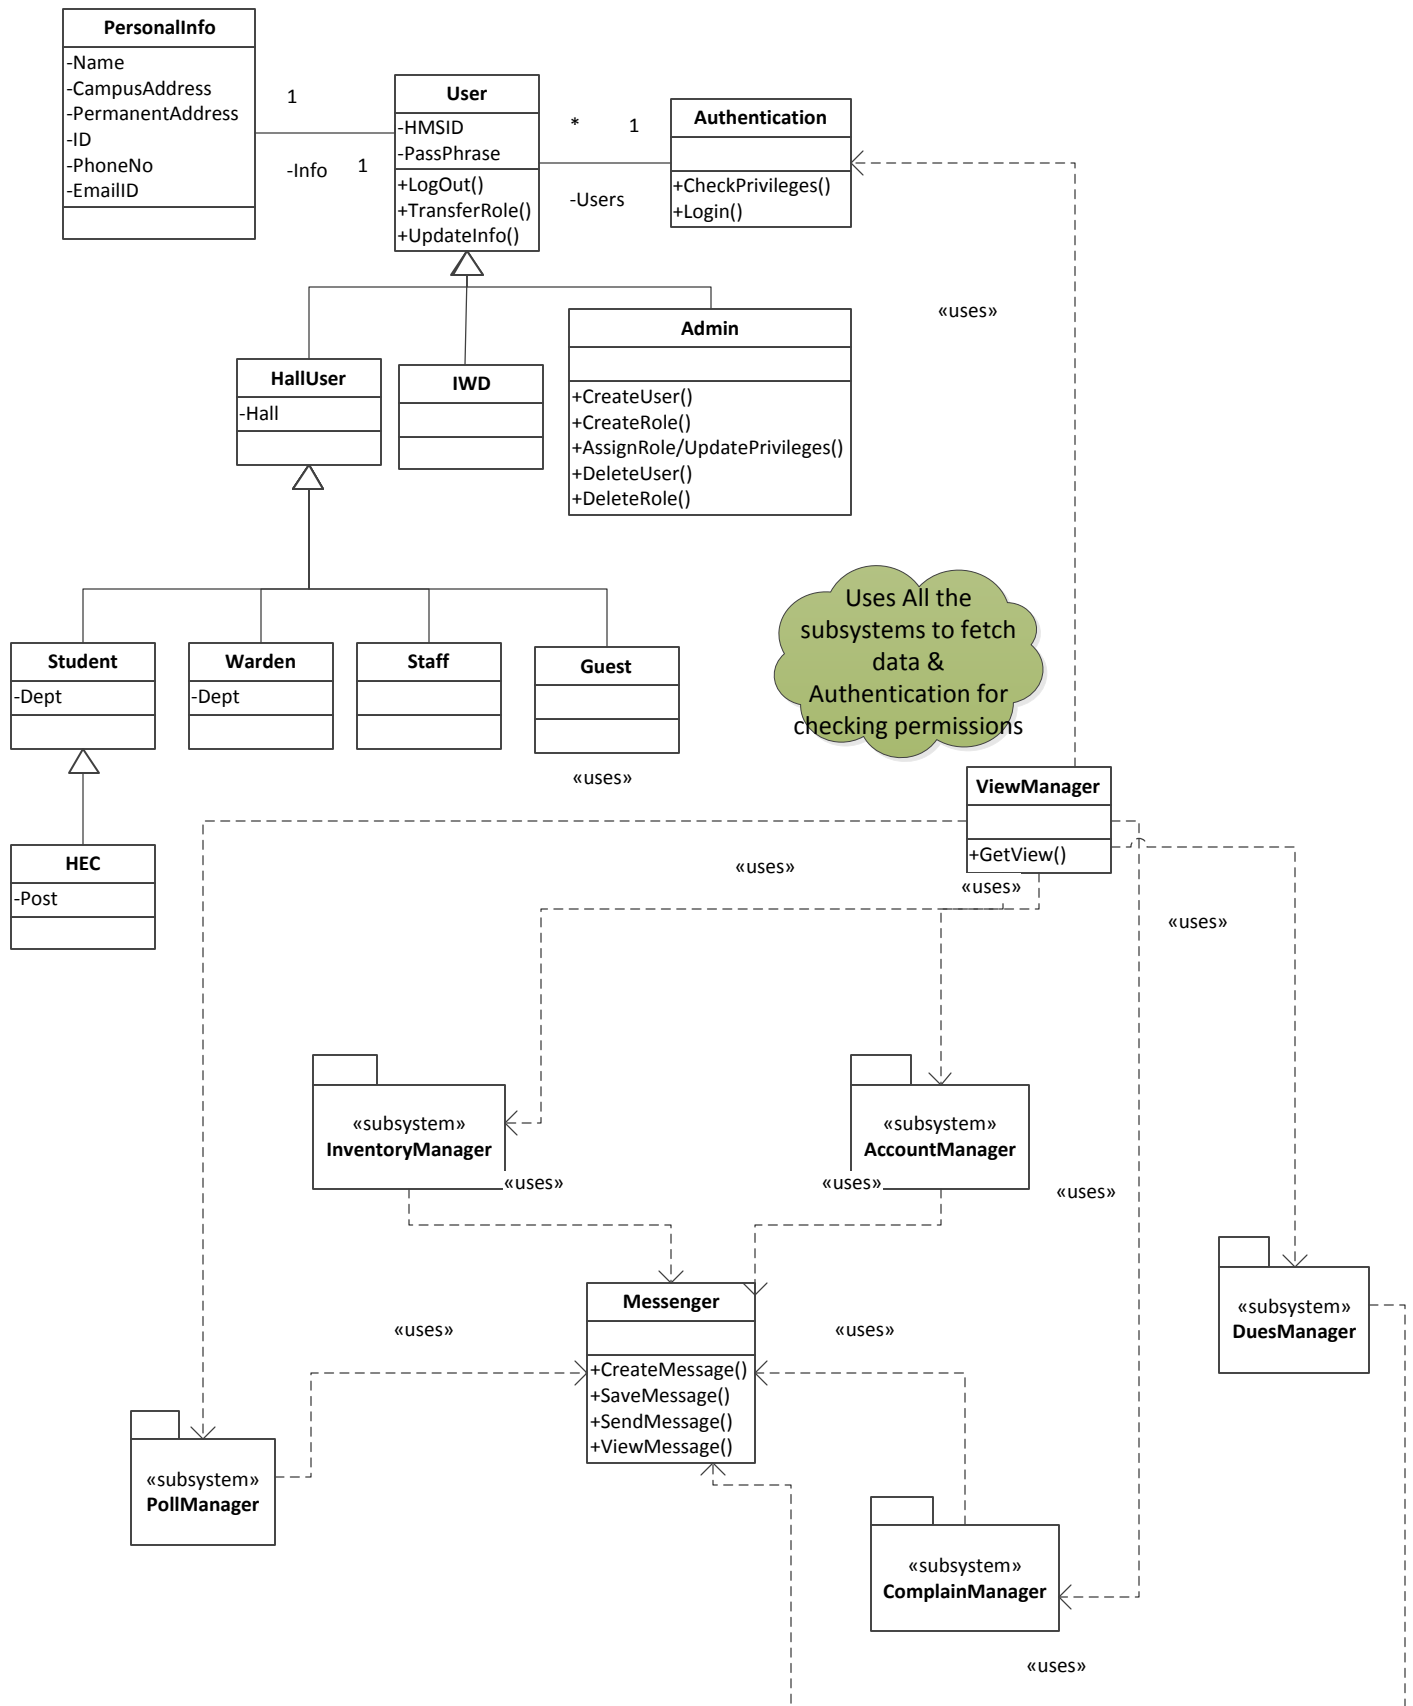 PersonalInfo
-Name
-CampusAddress
-PermanentAddress
-ID
-PhoneNo
-EmailID
1
-Info
1
User
-HMSID
-PassPhrase
+LogOut()
+TransferRole()
+UpdateInfo()
*
1
-Users
Authentication
+CheckPrivileges()
+Login()
«uses»
HallUser
-Hall
IWD
Admin
+CreateUser()
+CreateRole()
+AssignRole/UpdatePrivileges()
+DeleteUser()
+DeleteRole()
Student
-Dept
Warden
-Dept
Staff
Guest
Uses All the
subsystems to fetch
data &
Authentication for
checking permissions
«uses»
ViewManager
+GetView()
HEC
-Post
«uses»
«uses»
«uses»
«subsystem»
InventoryManager
«subsystem»
AccountManager
«uses»
«uses»
«uses»
Messenger
+CreateMessage()
+SaveMessage()
+SendMessage()
+ViewMessage()
«subsystem»
DuesManager
«uses»
«uses»
«subsystem»
PollManager
«subsystem»
ComplainManager
«uses»